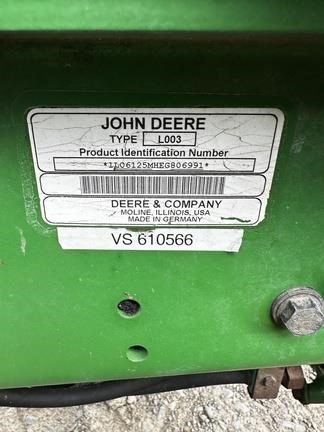 JOHN DEERE
TYPE L003
Product Identification Number
*1L06125MHEG806991*
DEERE & COMPANY
MOLINE, ILLINOIS, USA
MADE IN GERMANY
VS 610566